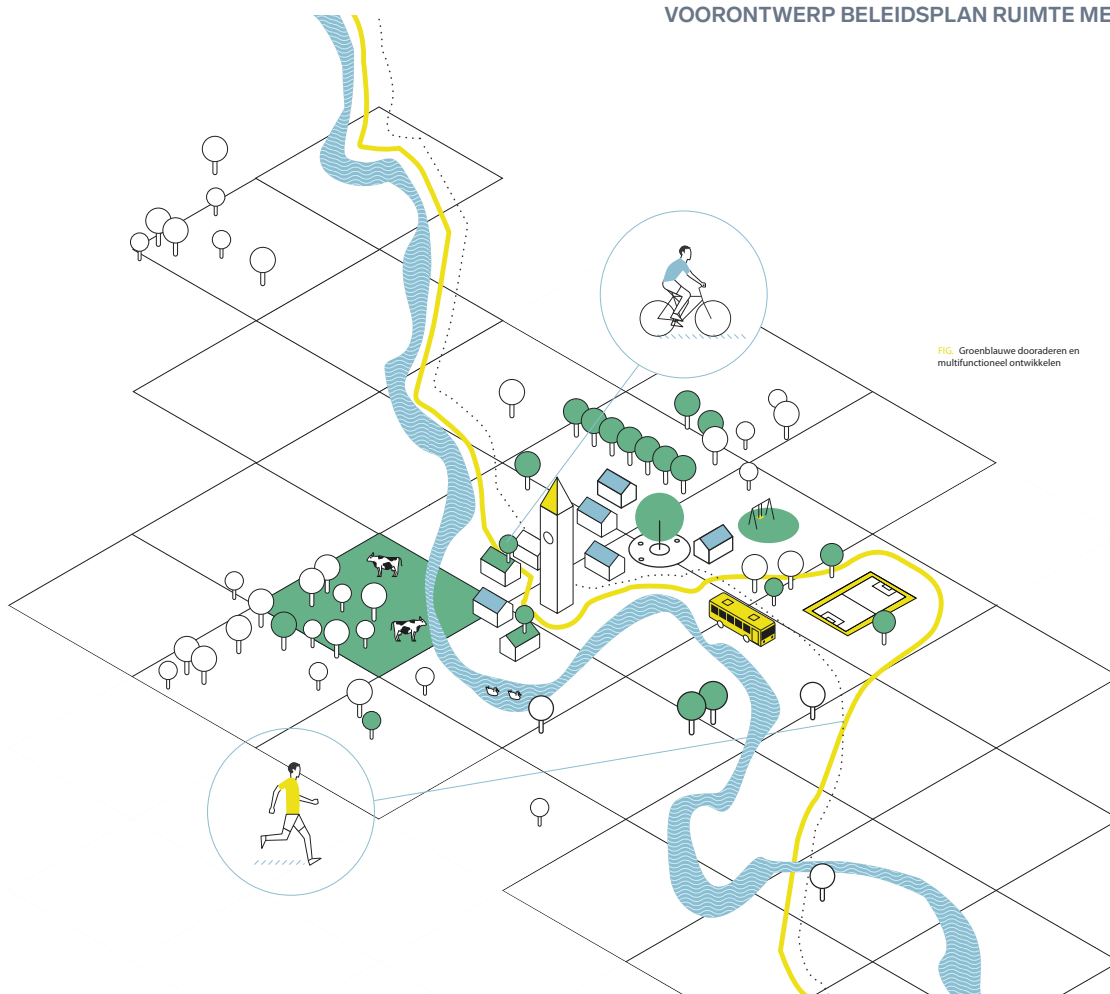 VOORONTWERP BELEIDSPLAN RUIMTE ME
FIG. Groenblauwe dooraderen en
multifunctioneel ontwikkelen